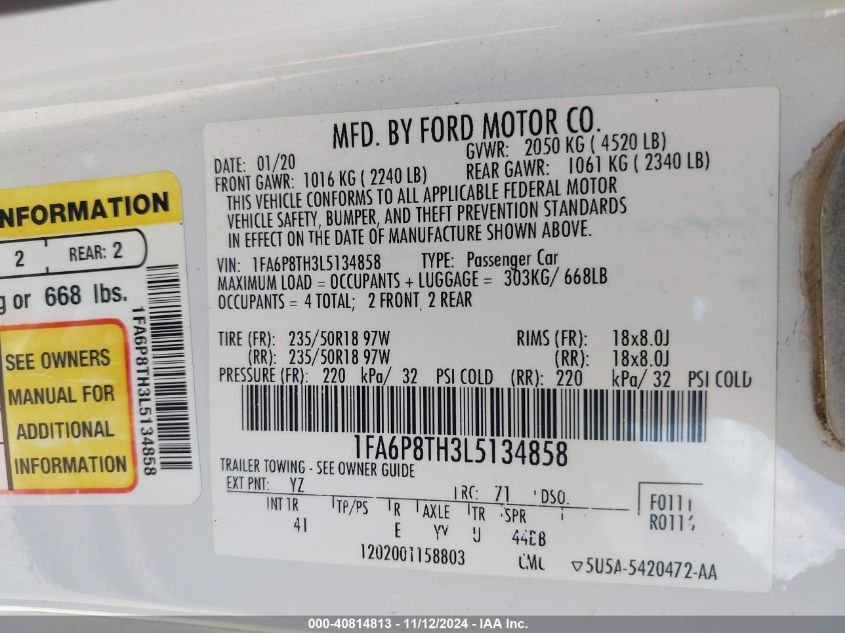 MFD. BY FORD MOTOR CO.
DATE: 01/20
GVWR: 2050 KG ( 4520 LB)
FRONT GAWR: 1016 KG ( 2240 LB)
REAR GAWR: 1061 KG ( 2340 LB)
THIS VEHICLE CONFORMS TO ALL APPLICABLE FEDERAL MOTOR
VEHICLE SAFETY, BUMPER, AND THEFT PREVENTION STANDARDS
IN EFFECT ON THE DATE OF MANUFACTURE SHOWN ABOVE.
VIN: 1FA6P8TH3L5134858 TYPE: Passenger Car
MAXIMUM LOAD = OCCUPANTS + LUGGAGE = 303KG/ 668LB
OCCUPANTS = 4 TOTAL; 2 FRONT, 2 REAR
TIRE (FR): 235/50R18 97W RIMS (FR): 18x8.0J
(RR): 235/50R18 97W (RR): 18x8.0J
PRESSURE (FR): 220 kPa/ 32 PSI COLD (RR): 220 kPa/ 32 PSI COLD
1FA6P8TH3L5134858
TRAILER TOWING - SEE OWNER GUIDE
EXT PNT: YZ RC: 71 DSO:
INT TR TP/PS R AXLE TR SPR
41 E YV U
1202001158803
▽5U5A-5420472-AA
NFORMATION
2 REAR: 2
g or 668 lbs.
SEE OWNERS
MANUAL FOR
ADDITIONAL
INFORMATION
1FA6P8TH3L5134858
000-40814813 - 11/12/2024 - IAA Inc.